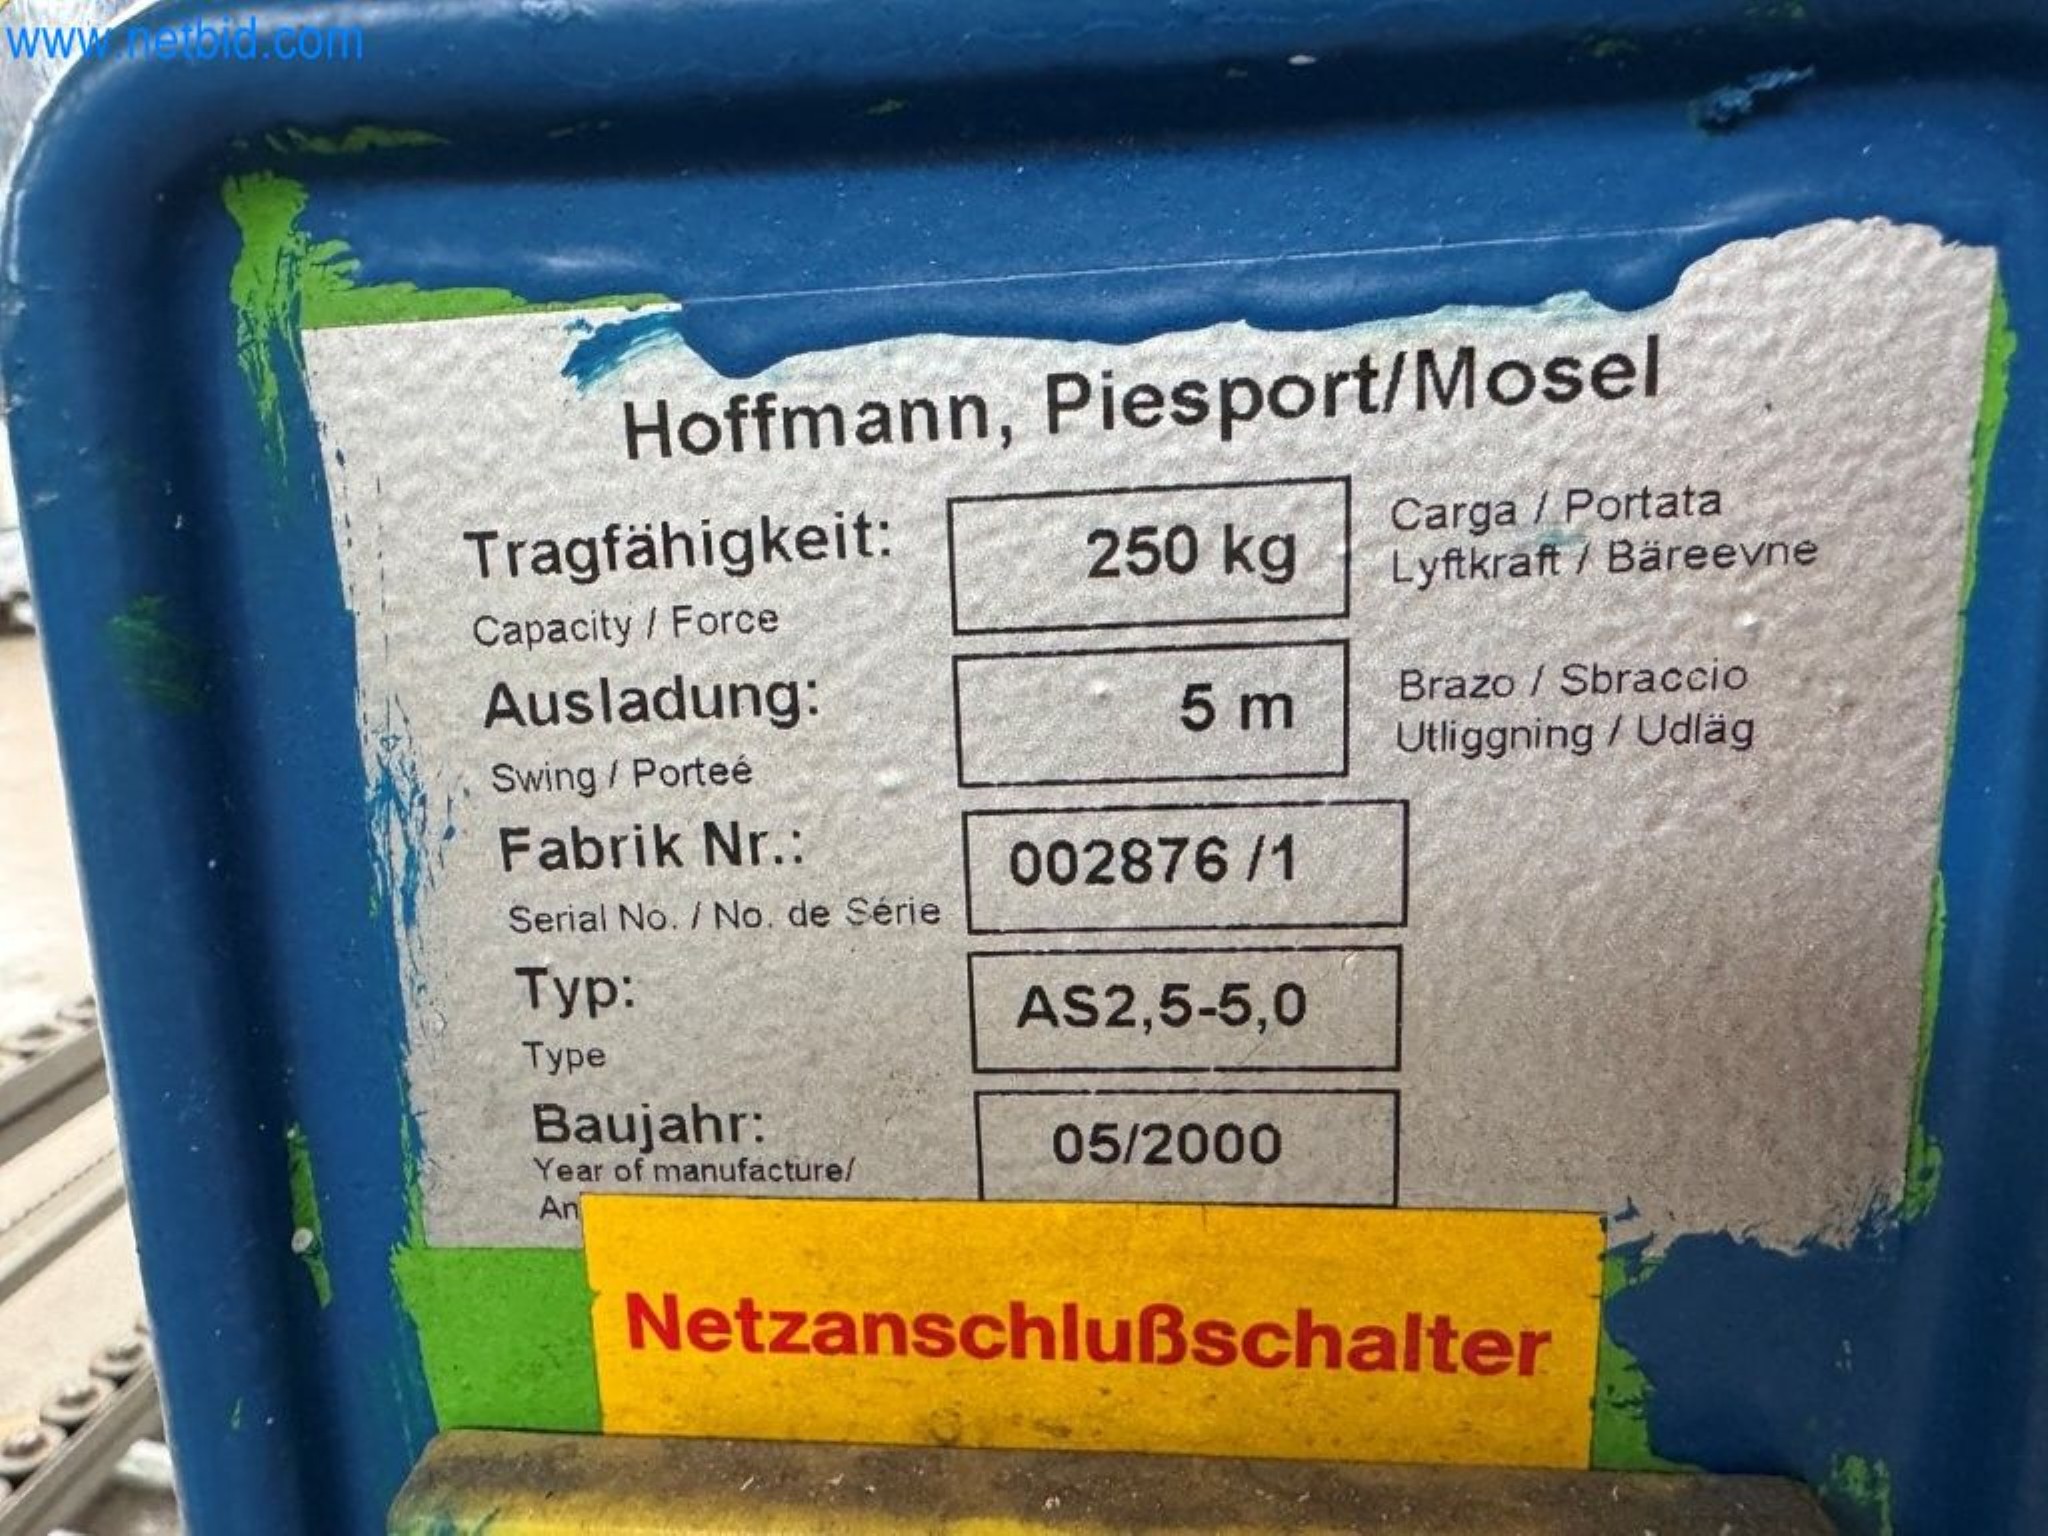 www.netbid.com
Hoffmann, Piesport/Mosel
Tragfähigkeit: 250 kg Carga / Portata
Capacity / Force Lyftkraft / Bäreevne
Ausladung: 5 m Brazo / Sbraccio
Swing / Porteé Utliggning / Udläg
Fabrik Nr.: 002876 /1
Serial No. / No. de Série
Typ: AS2,5-5,0
Type
Baujahr: 05/2000
Year of manufacture/
An
Netzanschlußschalter